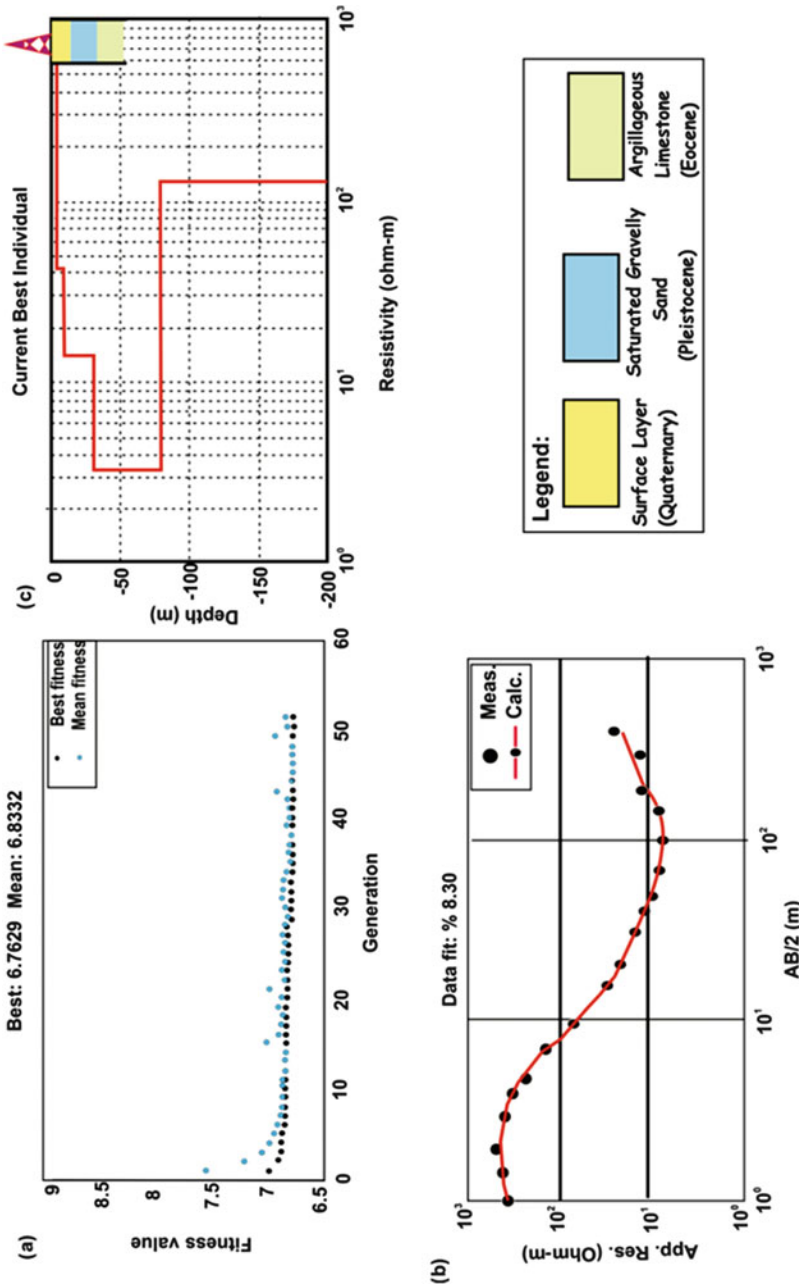 (a)
Best: 6.7629 Mean: 6.8332
Best fitness
Mean fitness
Fitness value
9
8.5
8
7.5
7
6.5
0
10
20
30
40
50
60
Generation
(b)
Data fit: % 8.30
Meas.
Calc.
App. Res. (Ohm-m)
10³
10²
10¹
10⁰
10⁰
10¹
10²
10³
AB/2 (m)
(c)
Current Best Individual
Depth (m)
0
-50
-100
-150
-200
10⁰
10¹
10²
10³
Resistivity (ohm-m)
Legend:
Surface Layer
(Quaternary)
Saturated Gravelly
Sand
(Pleistocene)
Argillageous
Limestone
(Eocene)